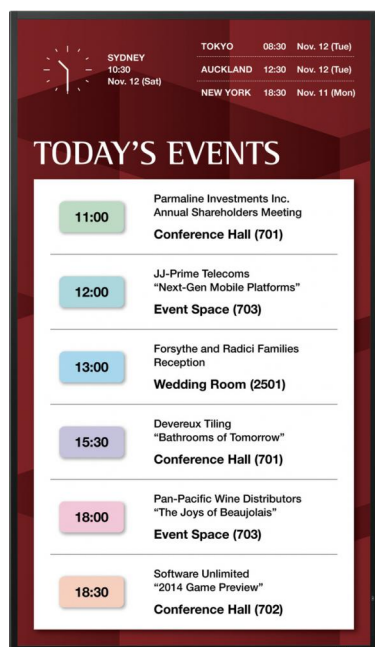 SYDNEY
10:30
Nov. 12 (Sat)
TOKYO 08:30 Nov. 12 (Tue)
AUCKLAND 12:30 Nov. 12 (Tue)
NEW YORK 18:30 Nov. 11 (Mon)
TODAY'S EVENTS
11:00
Parmaline Investments Inc.
Annual Shareholders Meeting
Conference Hall (701)
12:00
JJ-Prime Telecoms
“Next-Gen Mobile Platforms”
Event Space (703)
13:00
Forsythe and Radici Families
Reception
Wedding Room (2501)
15:30
Devereux Tiling
“Bathrooms of Tomorrow”
Conference Hall (701)
18:00
Pan-Pacific Wine Distributors
“The Joys of Beaujolais”
Event Space (703)
18:30
Software Unlimited
“2014 Game Preview”
Conference Hall (702)